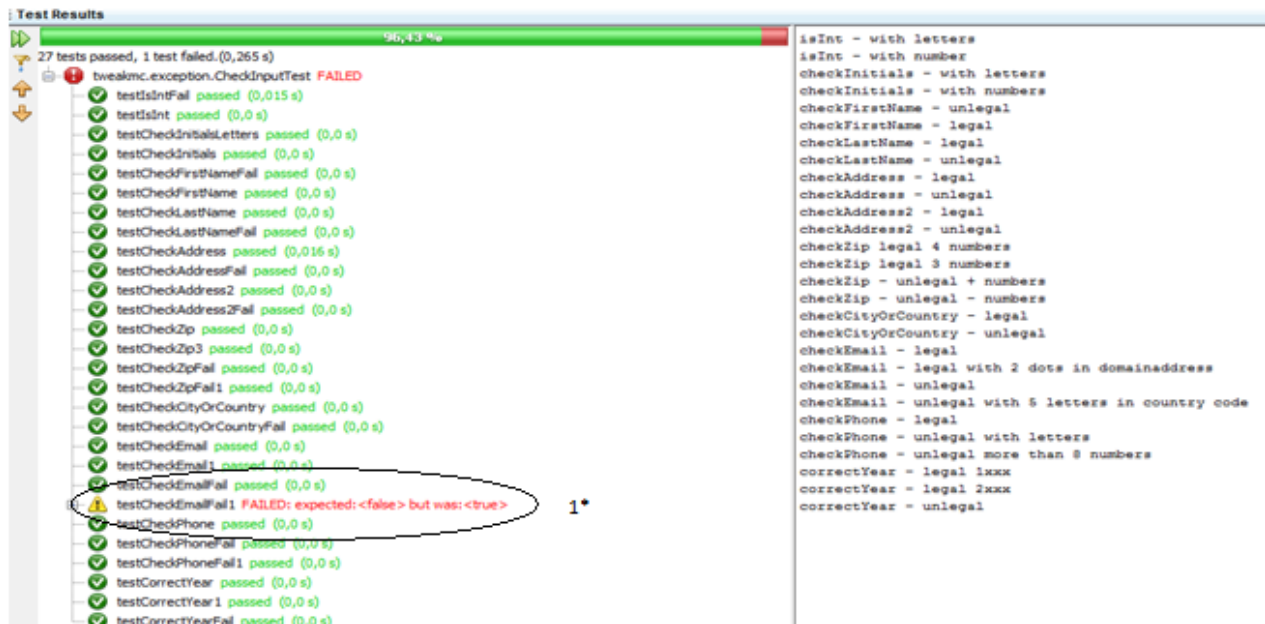 Test Results
96,43 %
27 tests passed, 1 test failed.(0,265 s)
tweakmc.exception.CheckInputTest FAILED
testIsIntFail passed (0,015 s)
testIsInt passed (0,0 s)
testCheckInitialsLetters passed (0,0 s)
testCheckInitials passed (0,0 s)
testCheckFirstNameFail passed (0,0 s)
testCheckFirstName passed (0,0 s)
testCheckLastName passed (0,0 s)
testCheckLastNameFail passed (0,0 s)
testCheckAddress passed (0,016 s)
testCheckAddressFail passed (0,0 s)
testCheckAddress2 passed (0,0 s)
testCheckAddress2Fail passed (0,0 s)
testCheckZip passed (0,0 s)
testCheckZip3 passed (0,0 s)
testCheckZipFail passed (0,0 s)
testCheckZipFail1 passed (0,0 s)
testCheckCityOrCountry passed (0,0 s)
testCheckCityOrCountryFail passed (0,0 s)
testCheckEmail passed (0,0 s)
testCheckEmail1 passed (0,0 s)
testCheckEmailFail passed (0,0 s)
testCheckEmailFail1 FAILED: expected:<false> but was:<true>
1*
testCheckPhone passed (0,0 s)
testCheckPhoneFail passed (0,0 s)
testCheckPhoneFail1 passed (0,0 s)
testCorrectYear passed (0,0 s)
testCorrectYear1 passed (0,0 s)
testCorrectYearFail passed (0,0 s)
isInt - with letters
isInt - with number
checkInitials - with letters
checkInitials - with numbers
checkFirstName - unlegal
checkFirstName - legal
checkLastName - legal
checkLastName - unlegal
checkAddress - legal
checkAddress - unlegal
checkAddress2 - legal
checkAddress2 - unlegal
checkZip legal 4 numbers
checkZip legal 3 numbers
checkZip - unlegal + numbers
checkZip - unlegal - numbers
checkCityOrCountry - legal
checkCityOrCountry - unlegal
checkEmail - legal
checkEmail - legal with 2 dots in domainaddress
checkEmail - unlegal
checkEmail - unlegal with 5 letters in country code
checkPhone - legal
checkPhone - unlegal with letters
checkPhone - unlegal more than 8 numbers
correctYear - legal 1xxx
correctYear - legal 2xxx
correctYear - unlegal